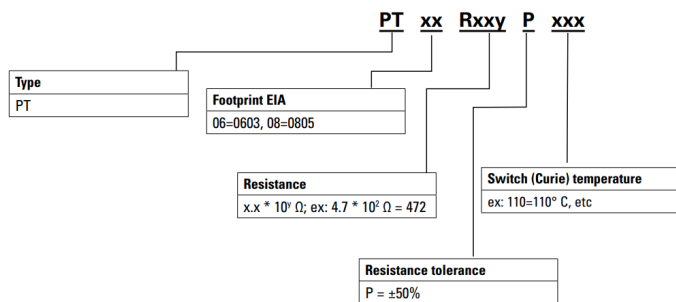 PT xx Rxxy P xxx
Type
PT
Footprint EIA
06=0603, 08=0805
Resistance
x.x * 10ʸ Ω; ex: 4.7 * 10² Ω = 472
Switch (Curie) temperature
ex: 110=110° C, etc
Resistance tolerance
P = ±50%